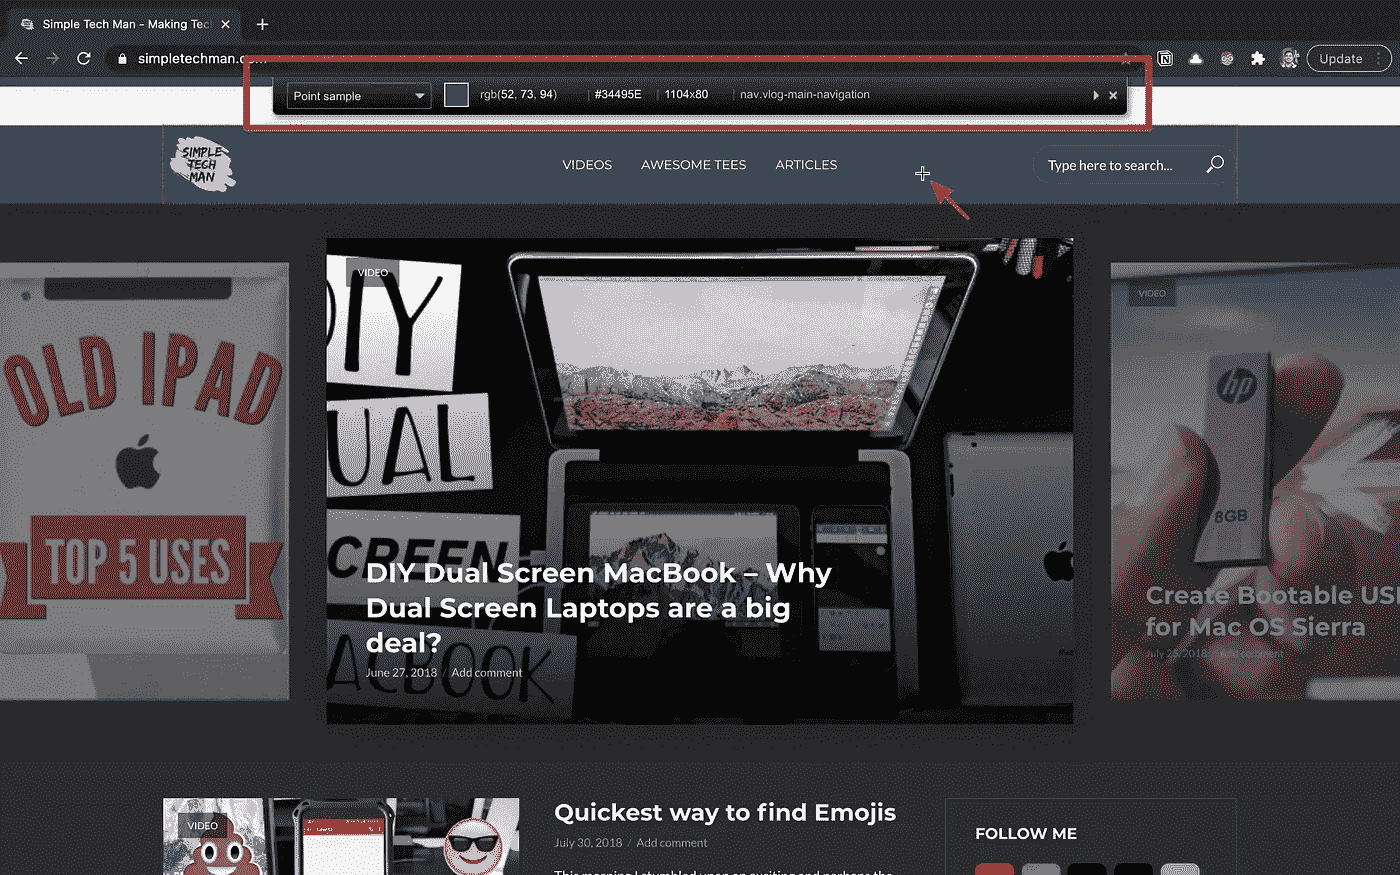 Simple Tech Man - Making Tec
simpletechman.com
Update
Point sample
rgb(52, 73, 94) | #34495E | 1104x80 | nav.vlog-main-navigation
SIMPLE
TECH
MAN
VIDEOS AWESOME TEES ARTICLES
Type here to search...
OLD IPAD
TOP 5 USES
VIDEO
DIY
DUAL
SCREEN
MACBOOK
DIY Dual Screen MacBook – Why
Dual Screen Laptops are a big
deal?
June 27, 2018 / Add comment
iPad
VIDEO
hp
8GB
Create Bootable USB
for Mac OS Sierra
July 25, 2018 / Add comment
VIDEO
Quickest way to find Emojis
July 30, 2018 / Add comment
FOLLOW ME